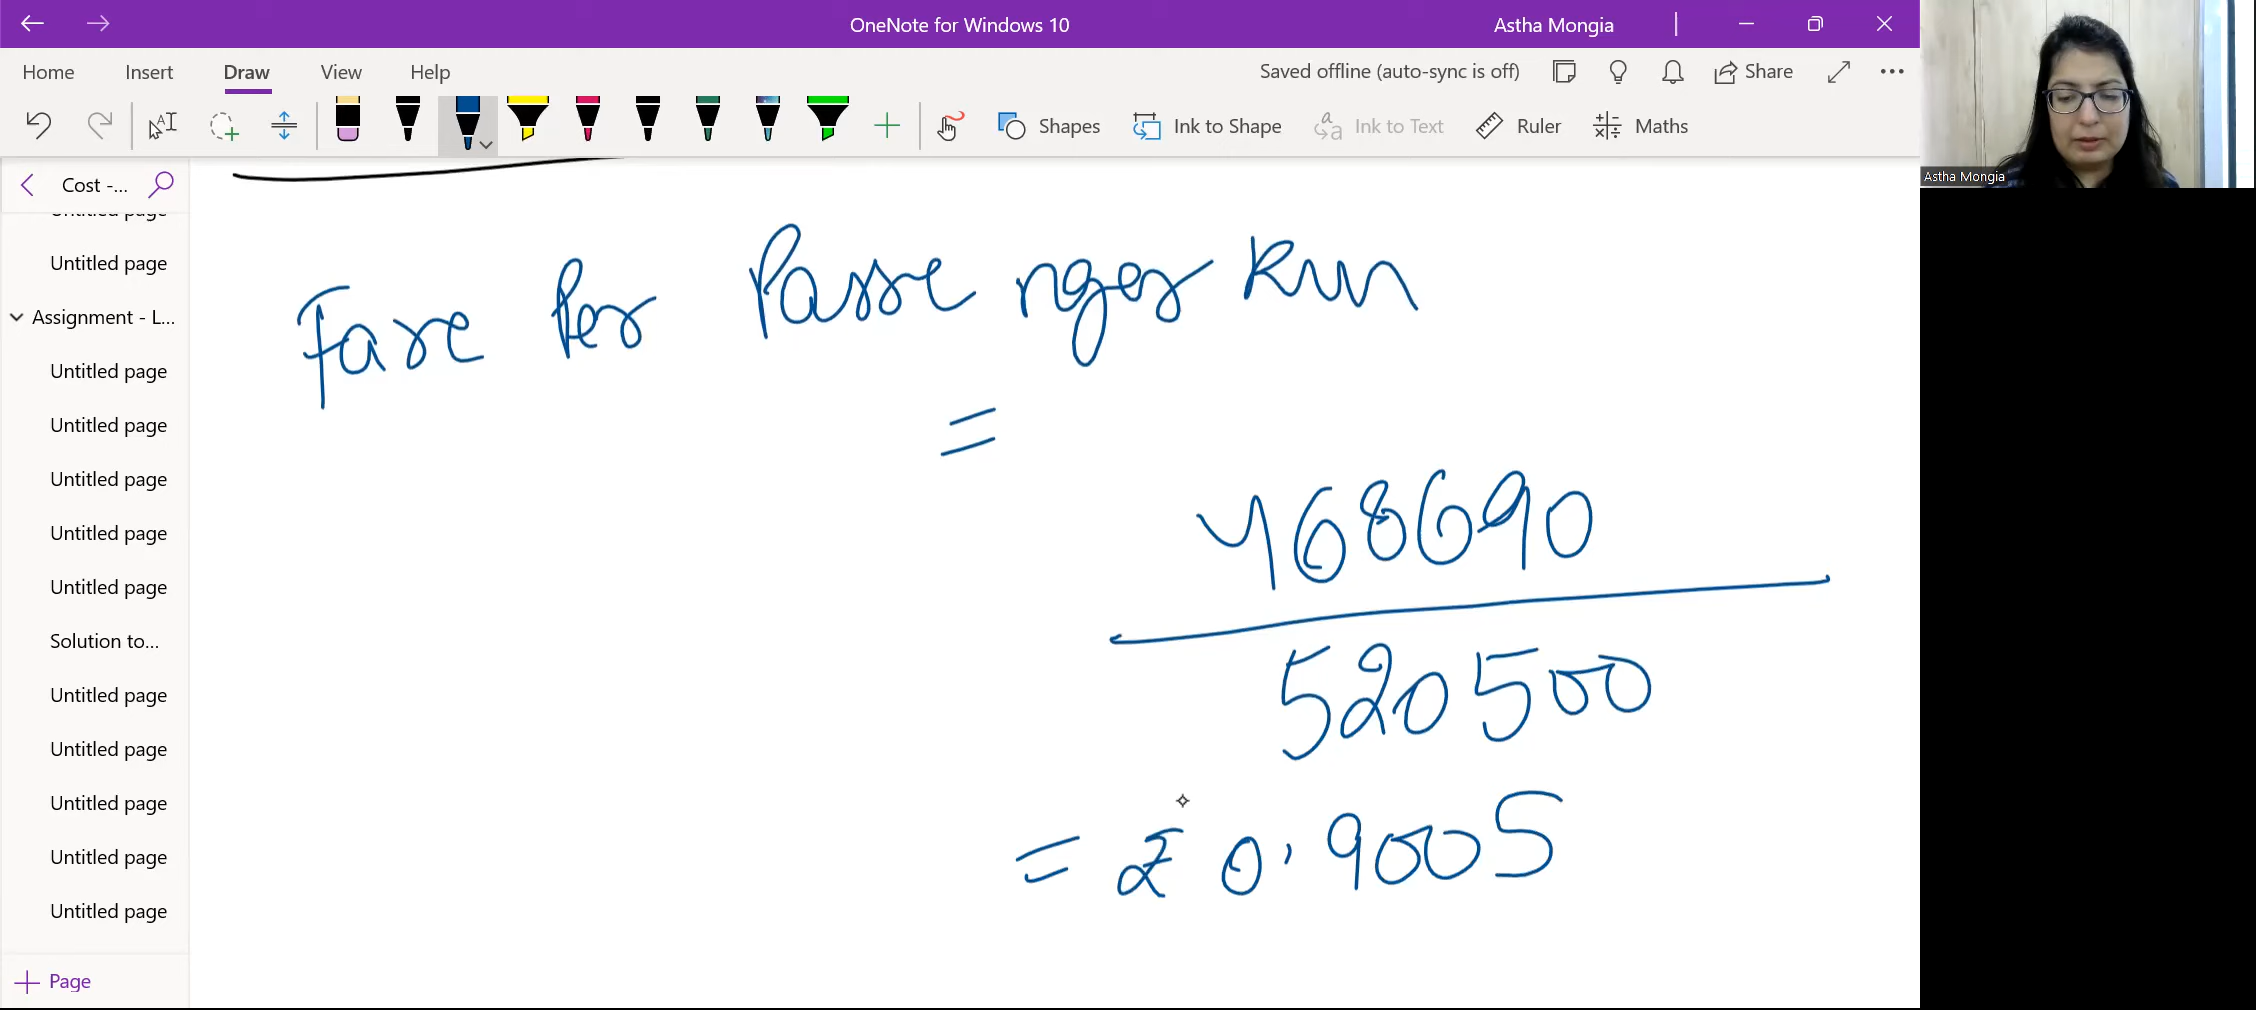 OneNote for Windows 10
Astha Mongia
Home Insert Draw View Help
Saved offline (auto-sync is off) Share
Shapes Ink to Shape Ink to Text Ruler Maths
Astha Mongia
Cost -...
Untitled page
Untitled page
Assignment - L...
Untitled page
Untitled page
Untitled page
Untitled page
Untitled page
Solution to...
Untitled page
Untitled page
Untitled page
Untitled page
Untitled page
Page
Fare Per Passenger Km
=
468690
520500
= ₹ 0.9005